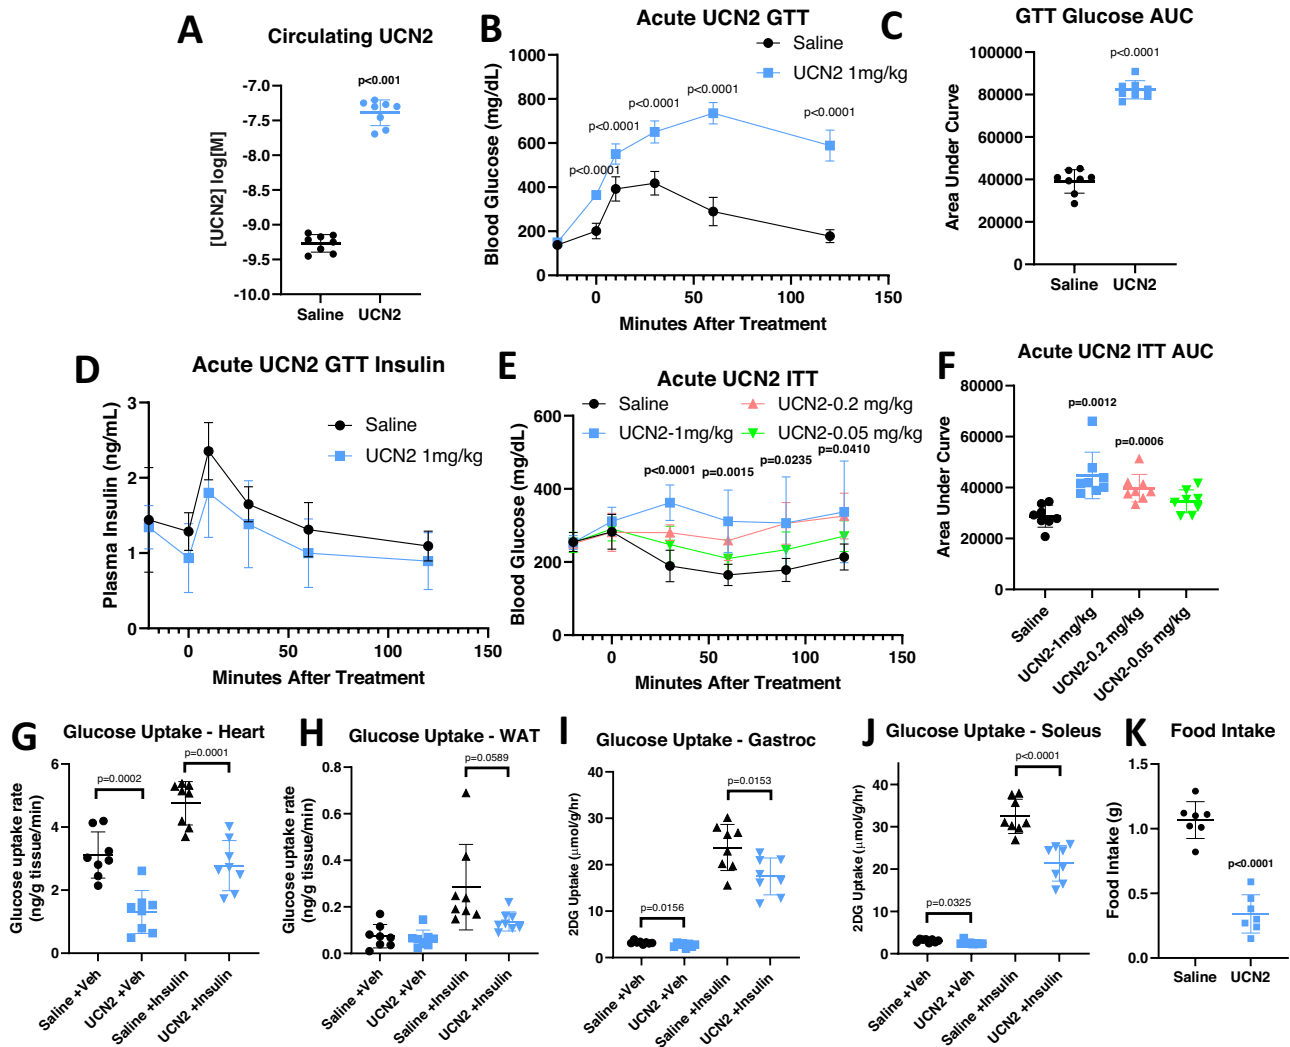 A
Circulating UCN2
p<0.001
-7.0
-7.5
-8.0
-8.5
-9.0
-9.5
-10.0
[UCN2] log[M]
Saline UCN2
B
Acute UCN2 GTT
Saline
UCN2 1mg/kg
1000
800
600
400
200
0
Blood Glucose (mg/dL)
p<0.0001
p<0.0001
p<0.0001
p<0.0001
p<0.0001
0 50 100 150
Minutes After Treatment
C
GTT Glucose AUC
p<0.0001
100000
80000
60000
40000
20000
0
Area Under Curve
Saline UCN2
D
Acute UCN2 GTT Insulin
Saline
UCN2 1mg/kg
3
2
1
0
Plasma Insulin (ng/mL)
0 50 100 150
Minutes After Treatment
E
Acute UCN2 ITT
Saline
UCN2-1mg/kg
UCN2-0.2 mg/kg
UCN2-0.05 mg/kg
600
400
200
0
Blood Glucose (mg/dL)
p<0.0001
p=0.0015
p=0.0235
p=0.0410
0 50 100 150
Minutes After Treatment
F
Acute UCN2 ITT AUC
80000
60000
40000
20000
0
Area Under Curve
p=0.0012
p=0.0006
Saline
UCN2-1mg/kg
UCN2-0.2 mg/kg
UCN2-0.05 mg/kg
G
Glucose Uptake - Heart
p=0.0001
p=0.0002
6
4
2
0
Glucose uptake rate
(ng/g tissue/min)
Saline +Veh
UCN2 +Veh
Saline +Insulin
UCN2 +Insulin
H
Glucose Uptake - WAT
p=0.0589
0.8
0.6
0.4
0.2
0.0
Glucose uptake rate
(ng/g tissue/min)
Saline +Veh
UCN2 +Veh
Saline +Insulin
UCN2 +Insulin
I
Glucose Uptake - Gastroc
p=0.0153
p=0.0156
40
30
20
10
0
2DG Uptake (μmol/g/hr)
Saline +Veh
UCN2 +Veh
Saline +Insulin
UCN2 +Insulin
J
Glucose Uptake - Soleus
p<0.0001
p=0.0325
40
30
20
10
0
2DG Uptake (μmol/g/hr)
Saline +Veh
UCN2 +Veh
Saline +Insulin
UCN2 +Insulin
K
Food Intake
p<0.0001
1.5
1.0
0.5
0.0
Food Intake (g)
Saline UCN2